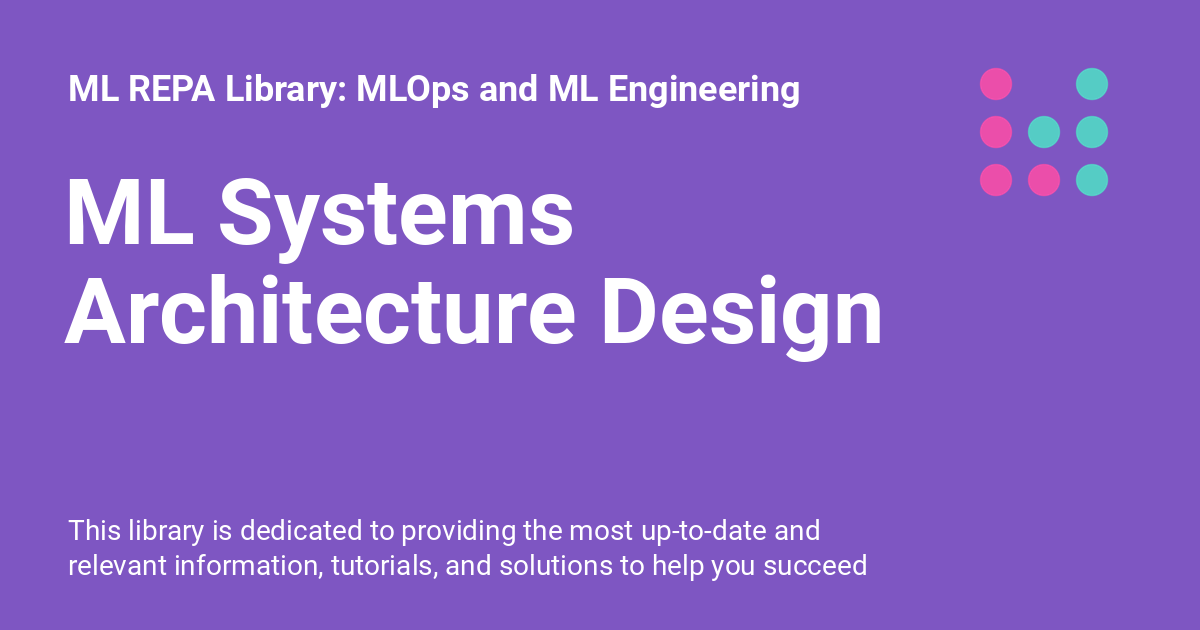 ML REPA Library: MLOps and ML Engineering
ML Systems
Architecture Design
This library is dedicated to providing the most up-to-date and
relevant information, tutorials, and solutions to help you succeed